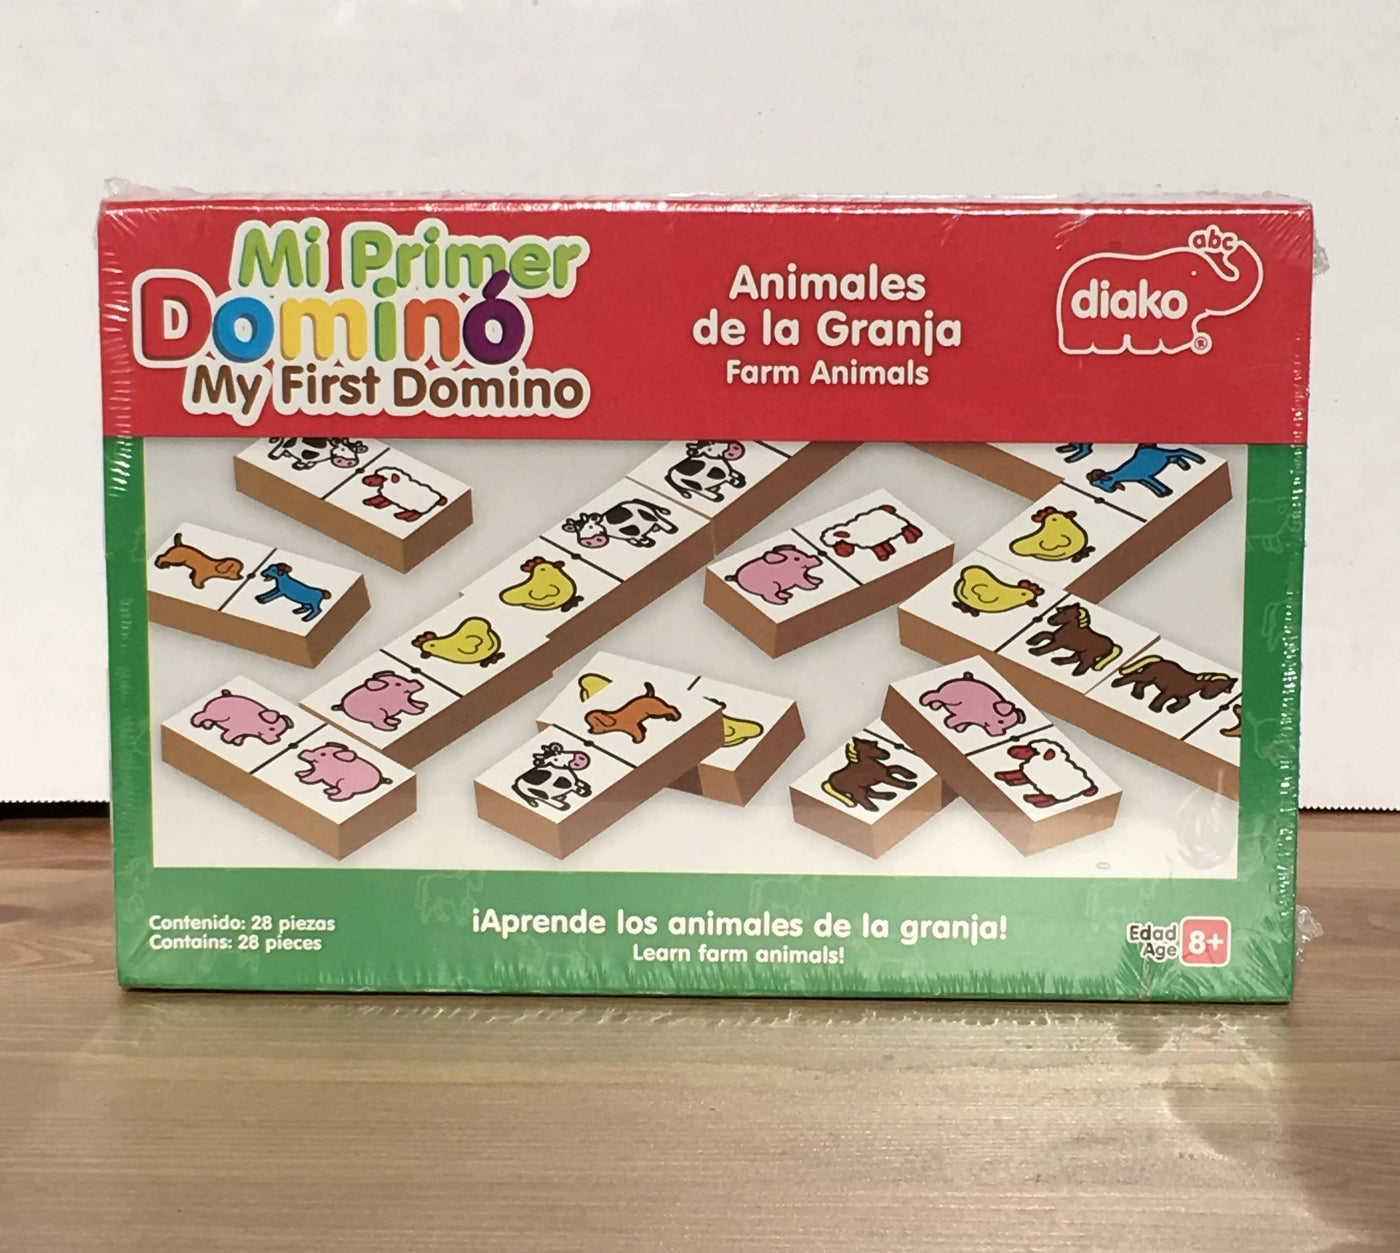 Mi Primer
Dominó
My First Domino
Animales
de la Granja
Farm Animals
abc
diako
®
Contenido: 28 piezas
Contains: 28 pieces
¡Aprende los animales de la granja!
Learn farm animals!
Edad
Age
8+